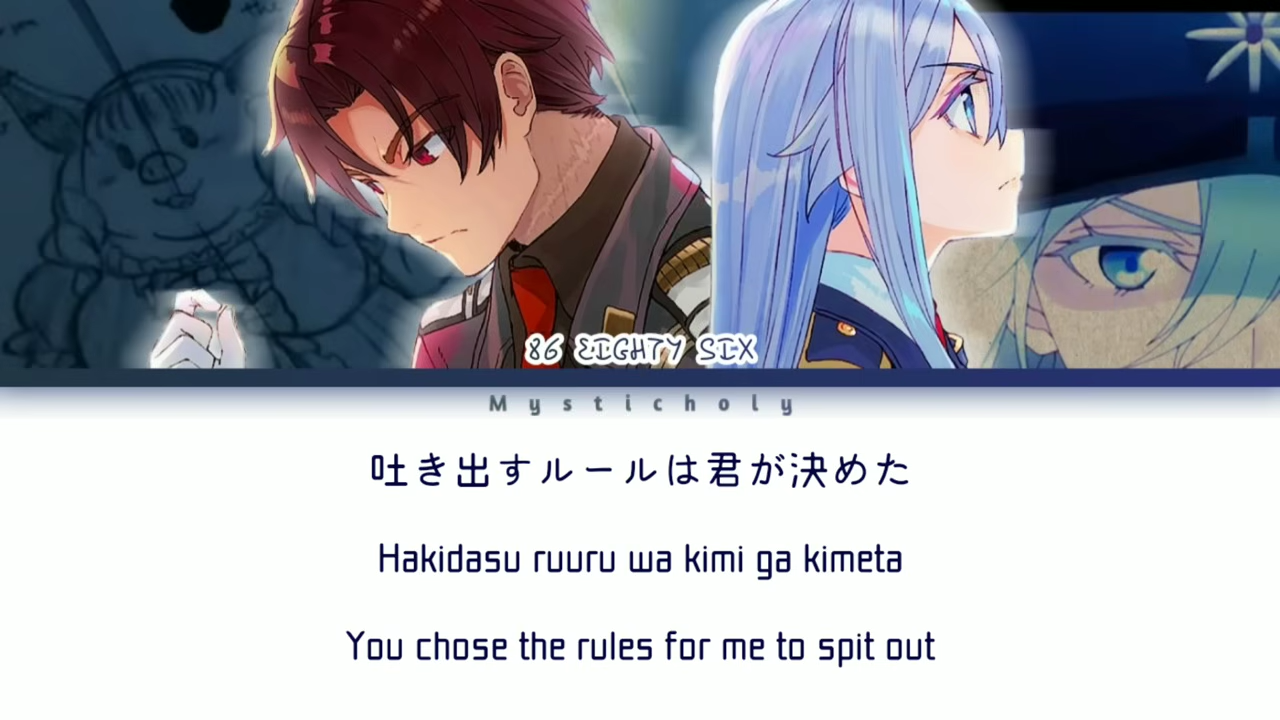 86 EIGHTY SIX
Mysticholy
吐き出すルールは君が決めた
Hakidasu ruuru wa kimi ga kimeta
You chose the rules for me to spit out